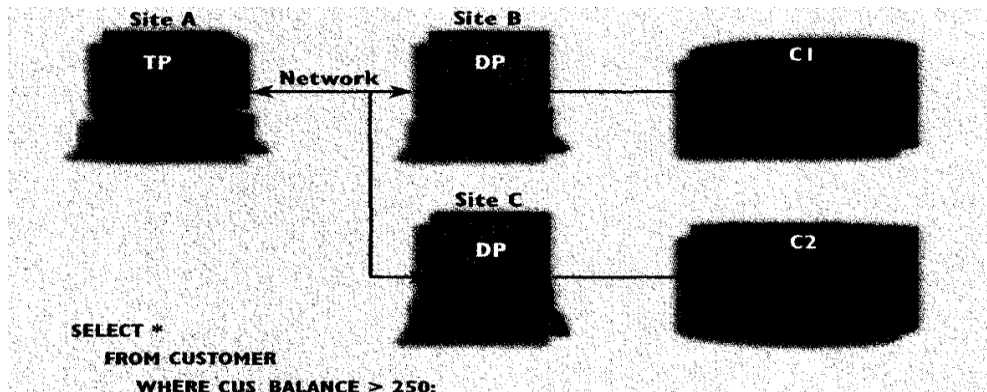 Site A
Site B
TP
DP
C1
Network
Site C
DP
C2
SELECT *
FROM CUSTOMER
WHERE CUS_BALANCE > 250;